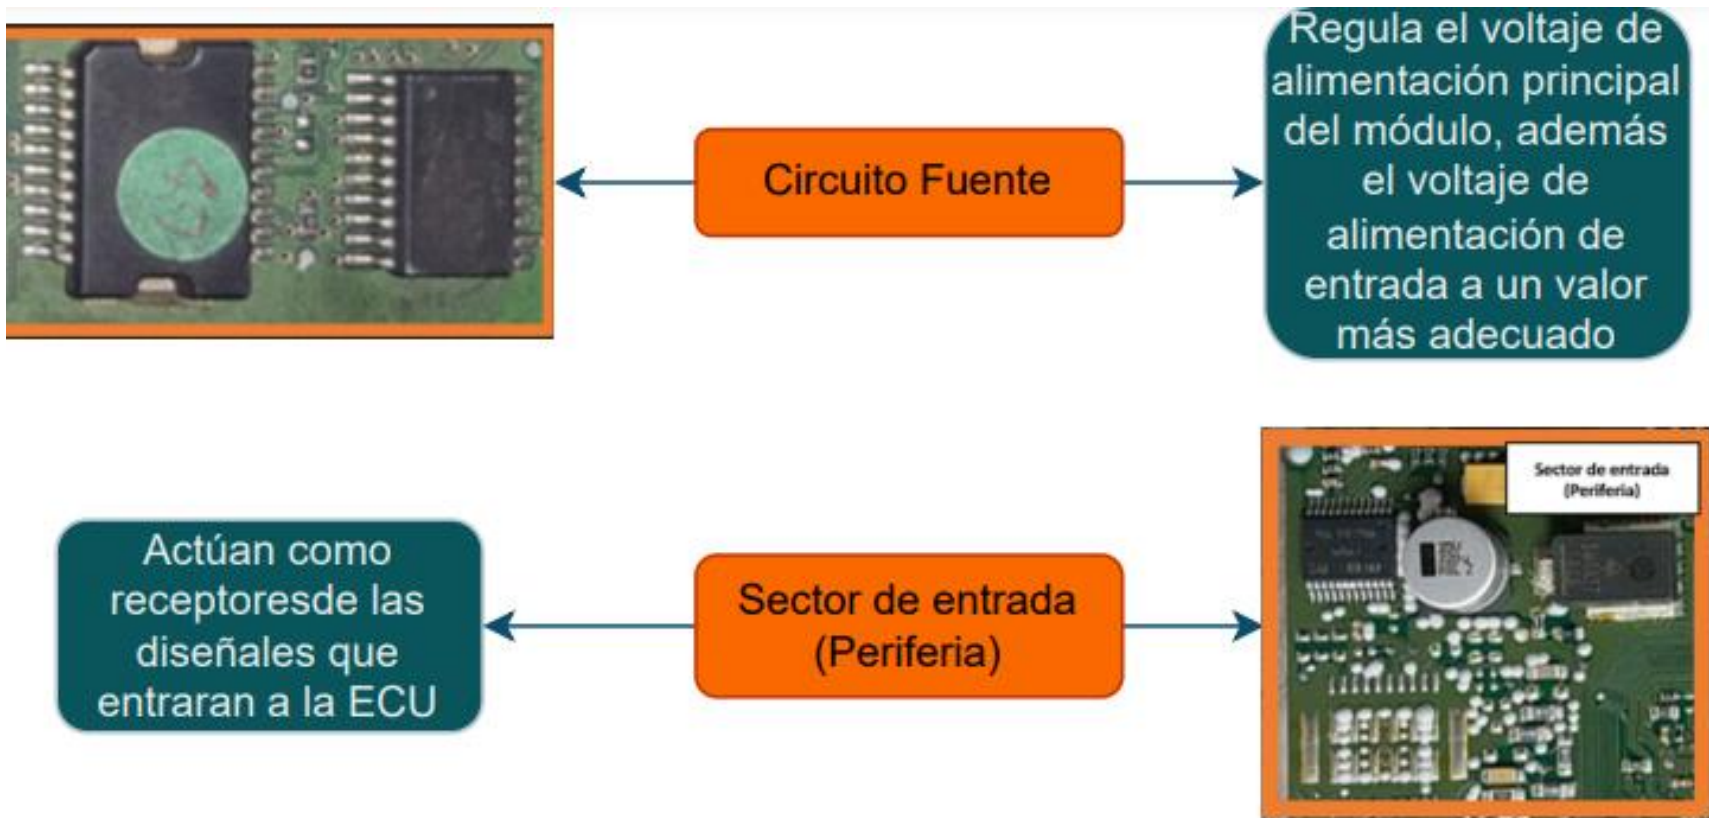 Circuito Fuente
Regula el voltaje de
alimentación principal
del módulo, además
el voltaje de
alimentación de
entrada a un valor
más adecuado
Actúan como
receptoresde las
diseñales que
entraran a la ECU
Sector de entrada
(Periferia)
Sector de entrada
(Periferia)